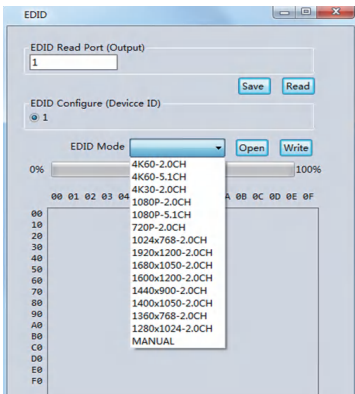 EDID
EDID Read Port (Output)
1
Save Read
EDID Configure (Devicce ID)
1
EDID Mode Open Write
0% 100%
4K60-2.0CH
4K60-5.1CH
4K30-2.0CH
1080P-2.0CH
1080P-5.1CH
720P-2.0CH
1024x768-2.0CH
1920x1200-2.0CH
1680x1050-2.0CH
1600x1200-2.0CH
1440x900-2.0CH
1400x1050-2.0CH
1360x768-2.0CH
1280x1024-2.0CH
MANUAL
00 01 02 03 04 0B 0C 0D 0E 0F
00
10
20
30
40
50
60
70
80
90
A0
B0
C0
D0
E0
F0